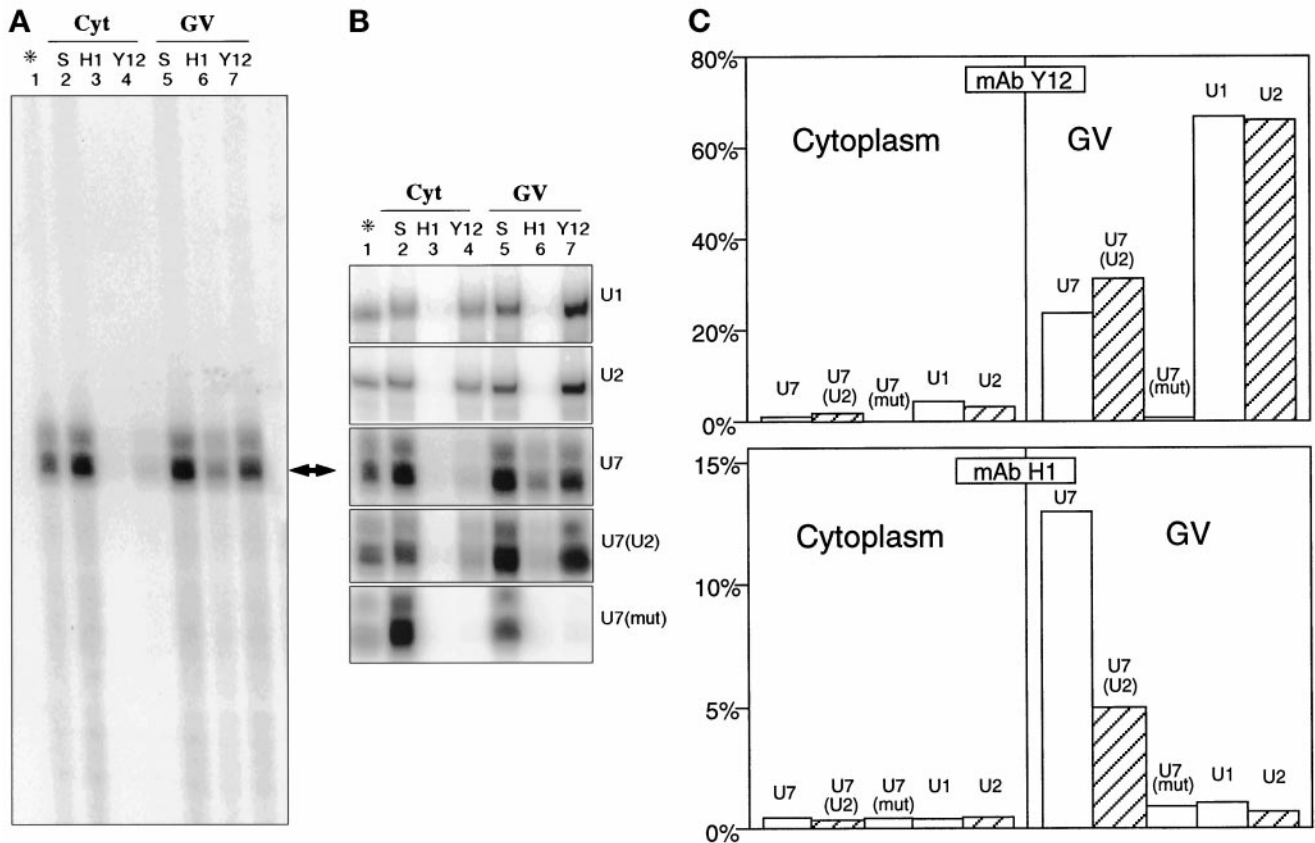 A
Cyt GV
※ S H1 Y12 S H1 Y12
1 2 3 4 5 6 7
B
Cyt GV
※ S H1 Y12 S H1 Y12
1 2 3 4 5 6 7
U1
U2
U7
U7(U2)
U7(mut)
C
80%
60%
40%
20%
0%
mAb Y12
Cytoplasm
GV
U7
U7
(U2)
U7
(mut)
U1
U2
U7
U7
(U2)
U7
(mut)
U1
U2
15%
10%
5%
0%
mAb H1
Cytoplasm
GV
U7
U7
(U2)
U7
(mut)
U1
U2
U7
U7
(U2)
U7
(mut)
U1
U2